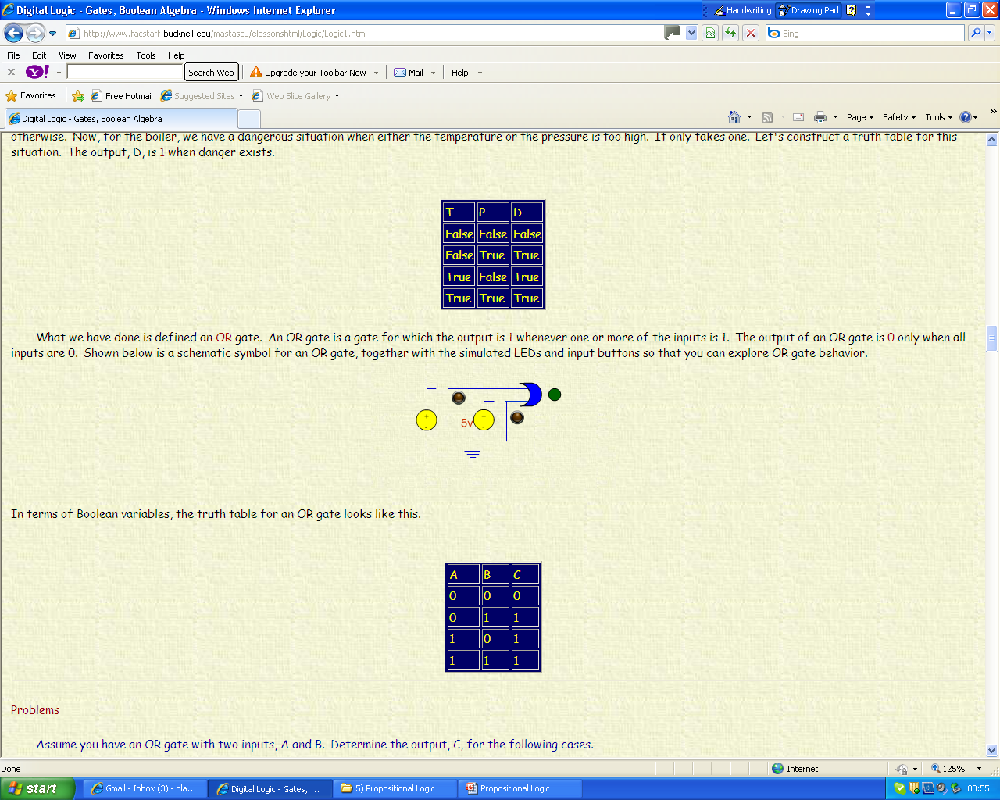 Digital Logic - Gates, Boolean Algebra - Windows Internet Explorer
Handwriting Drawing Pad ?
http://www.facstaff.bucknell.edu/mastascu/elessonshtml/Logic/Logic1.html
Bing
File Edit View Favorites Tools Help
X Y! Search Web Upgrade your Toolbar Now Mail Help
Favorites Free Hotmail Suggested Sites Web Slice Gallery
Digital Logic - Gates, Boolean Algebra
Page Safety Tools ? »
otherwise. Now, for the boiler, we have a dangerous situation when either the temperature or the pressure is too high. It only takes one. Let's construct a truth table for this
situation. The output, D, is 1 when danger exists.
T P D
False False False
False True True
True False True
True True True
What we have done is defined an OR gate. An OR gate is a gate for which the output is 1 whenever one or more of the inputs is 1. The output of an OR gate is 0 only when all
inputs are 0. Shown below is a schematic symbol for an OR gate, together with the simulated LEDs and input buttons so that you can explore OR gate behavior.
+ 5v +
- -
In terms of Boolean variables, the truth table for an OR gate looks like this.
A B C
0 0 0
0 1 1
1 0 1
1 1 1
Problems
Assume you have an OR gate with two inputs, A and B. Determine the output, C, for the following cases.
Done Internet 125%
start Gmail - Inbox (3) - bla... Digital Logic - Gates, ... 5) Propositional Logic Propositional Logic 08:55